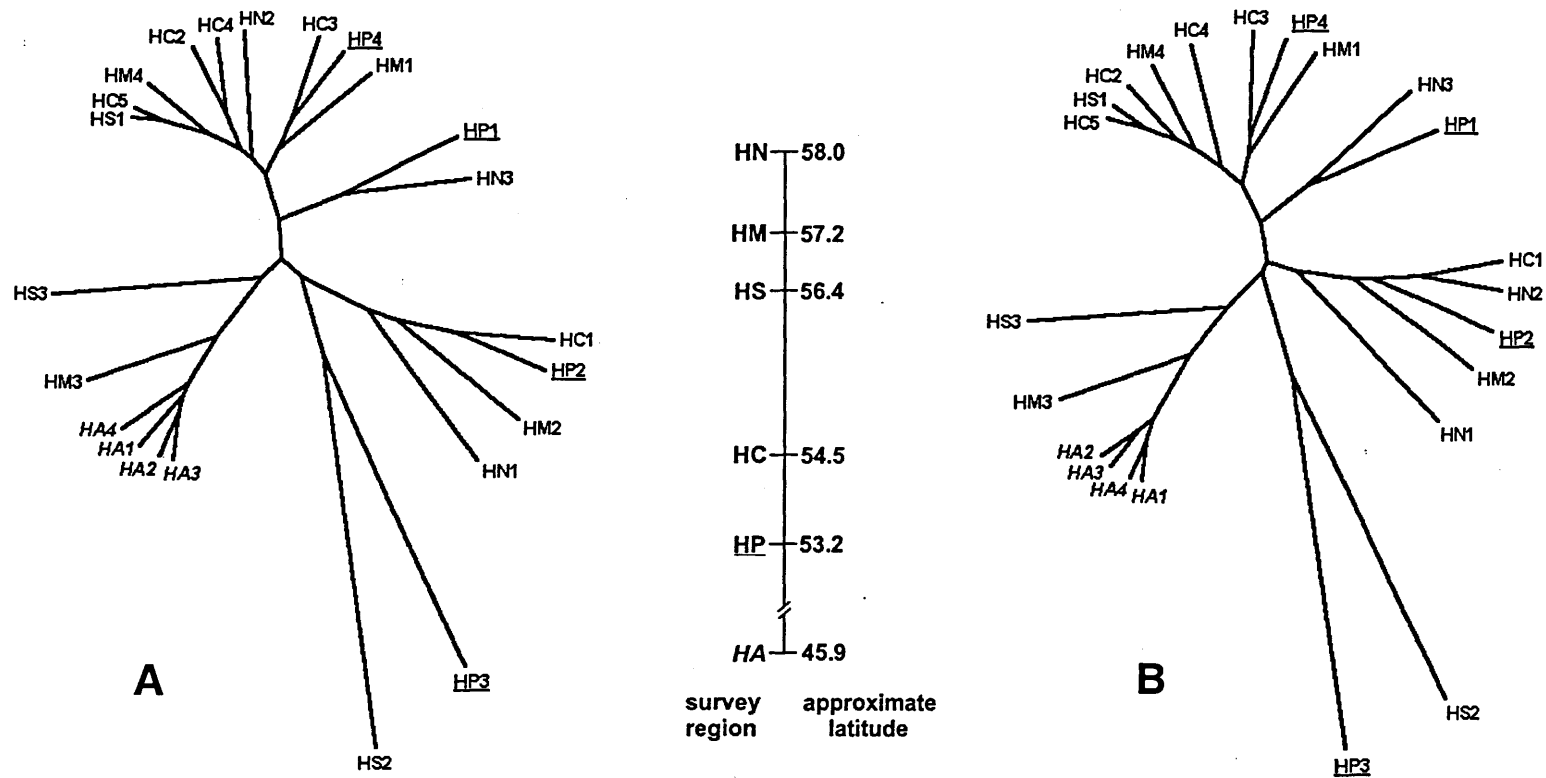 HC4 HN2
HC3
HC2
HP4
HM1
HM4
HC5
HS1
HP1
HN3
HS3
HC1
HP2
HM3
HM2
HA4
HA1
HA2
HA3
HN1
HP3
HS2
A
HN 58.0
HM 57.2
HS 56.4
HC 54.5
HP 53.2
HA 45.9
survey approximate
region latitude
HC3
HP4
HC4
HM1
HM4
HC2
HN3
HS1
HC5
HP1
HC1
HN2
HS3
HP2
HM2
HM3
HN1
HA2
HA3
HA4
HA1
HS2
HP3
B